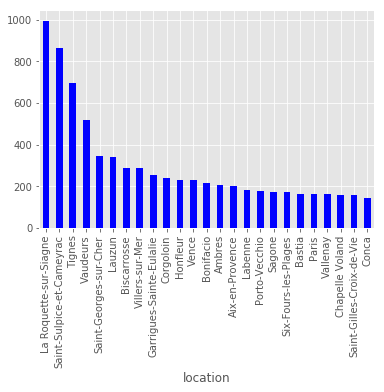 1000
800
600
400
200
0
La Roquette-sur-Siagne
Saint-Sulpice-et-Cameyrac
Tignes
Vaudeurs
Saint-Georges-sur-Cher
Lauzun
Biscarrosse
Villers-sur-Mer
Garrigues-Sainte-Eulalie
Corgoloin
Honfleur
Vence
Bonifacio
Ambres
Aix-en-Provence
Labenne
Porto-Vecchio
Sagone
Six-Fours-les-Plages
Bastia
Paris
Vallenay
Chapelle Voland
Saint-Gilles-Croix-de-Vie
Conca
location